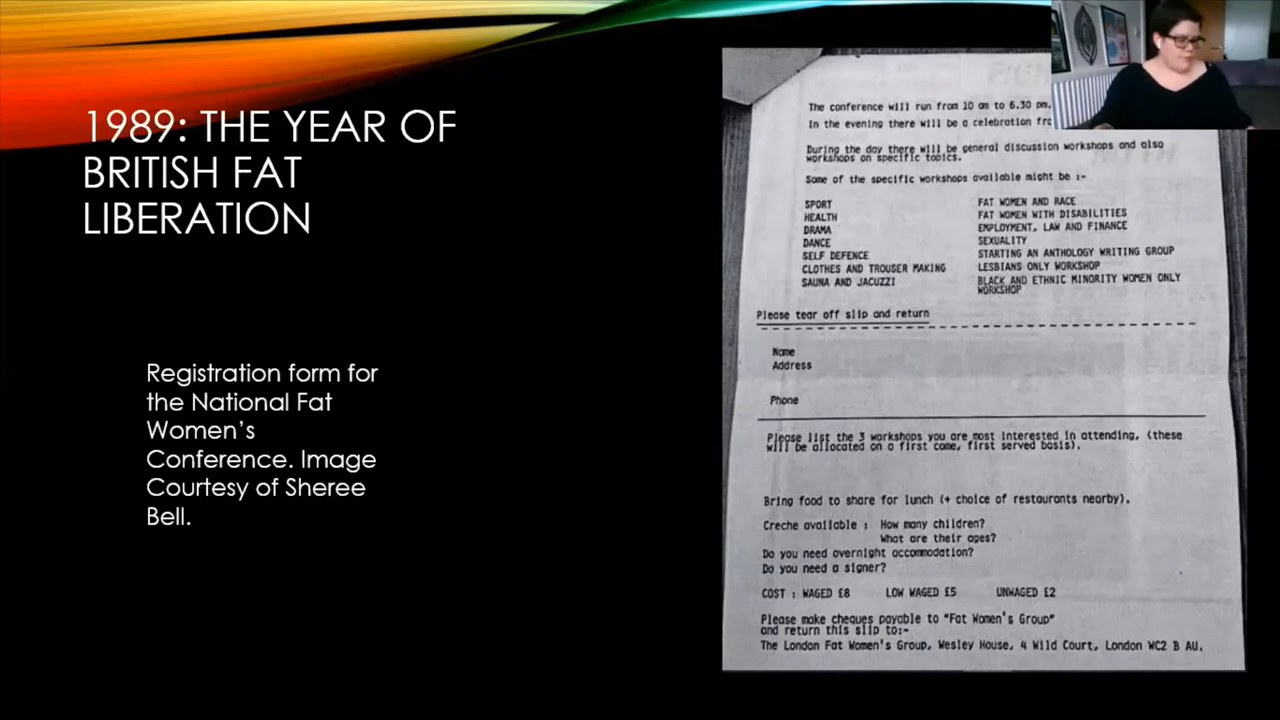 1989: THE YEAR OF
BRITISH FAT
LIBERATION
Registration form for
the National Fat
Women's
Conference. Image
Courtesy of Sheree
Bell.
The conference will run from 10 am to 6.30 pm.
In the evening there will be a celebration
During the day there will be general discussion workshops and also
workshops on specific topics.
Some of the specific workshops available might be :-
SPORT
HEALTH
DRAMA
DANCE
SELF DEFENCE
CLOTHES AND TROUSER MAKING
SAUNA AND JACUZZI
FAT WOMEN AND RACE
FAT WOMEN WITH DISABILITIES
EMPLOYMENT, LAW AND FINANCE
SEXUALITY
STARTING AN ANTHOLOGY WRITING GROUP
LESBIANS ONLY WORKSHOP
BLACK AND ETHNIC MINORITY WOMEN ONLY
WORKSHOP
Please tear off slip and return
Name
Address
Phone
Please list the 3 workshops you are most interested in attending, (these
will be allocated on a first come, first served basis).
Bring food to share for lunch (+ choice of restaurants nearby).
Creche available : How many children?
What are their ages?
Do you need overnight accommodation?
Do you need a signer?
COST : WAGED £8 LOW WAGED £5 UNWAGED £2
Please make cheques payable to "Fat Women's Group"
and return this slip to:-
The London Fat Women's Group, Wesley House, 4 Wild Court, London WC2 B AU.